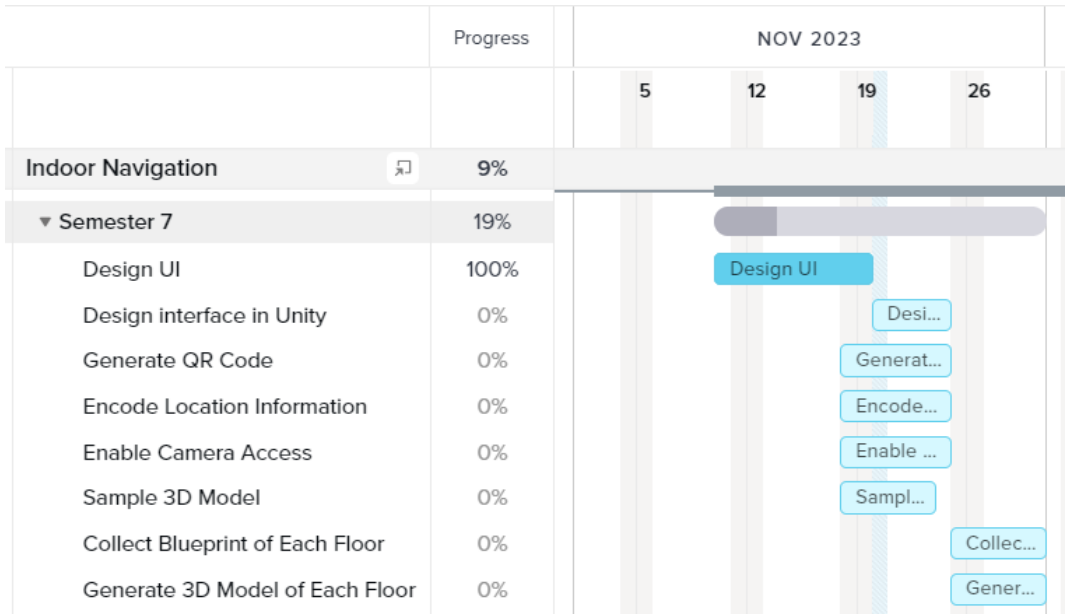 Progress NOV 2023
5 12 19 26
Indoor Navigation 9%
Semester 7 19%
Design UI 100% Design UI
Design interface in Unity 0% Desi...
Generate QR Code 0% Generat...
Encode Location Information 0% Encode...
Enable Camera Access 0% Enable ...
Sample 3D Model 0% Sampl...
Collect Blueprint of Each Floor 0% Collec...
Generate 3D Model of Each Floor 0% Gener...